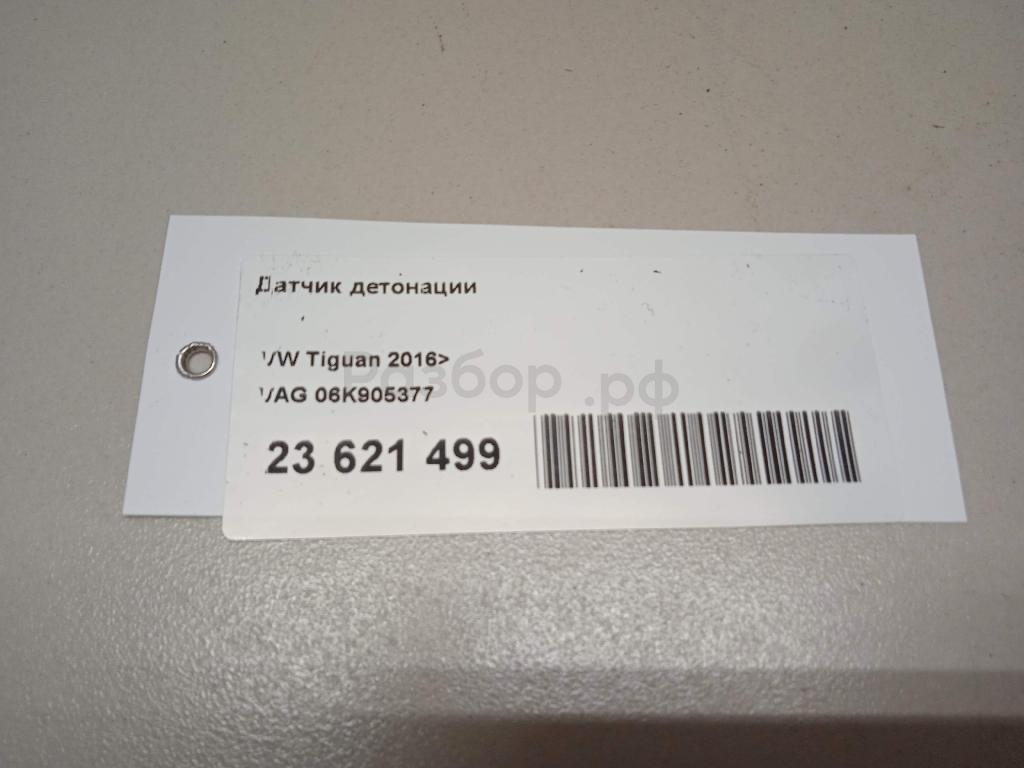 Датчик детонации
VW Tiguan 2016>
Разбор.рф
VAG 06K905377
23 621 499